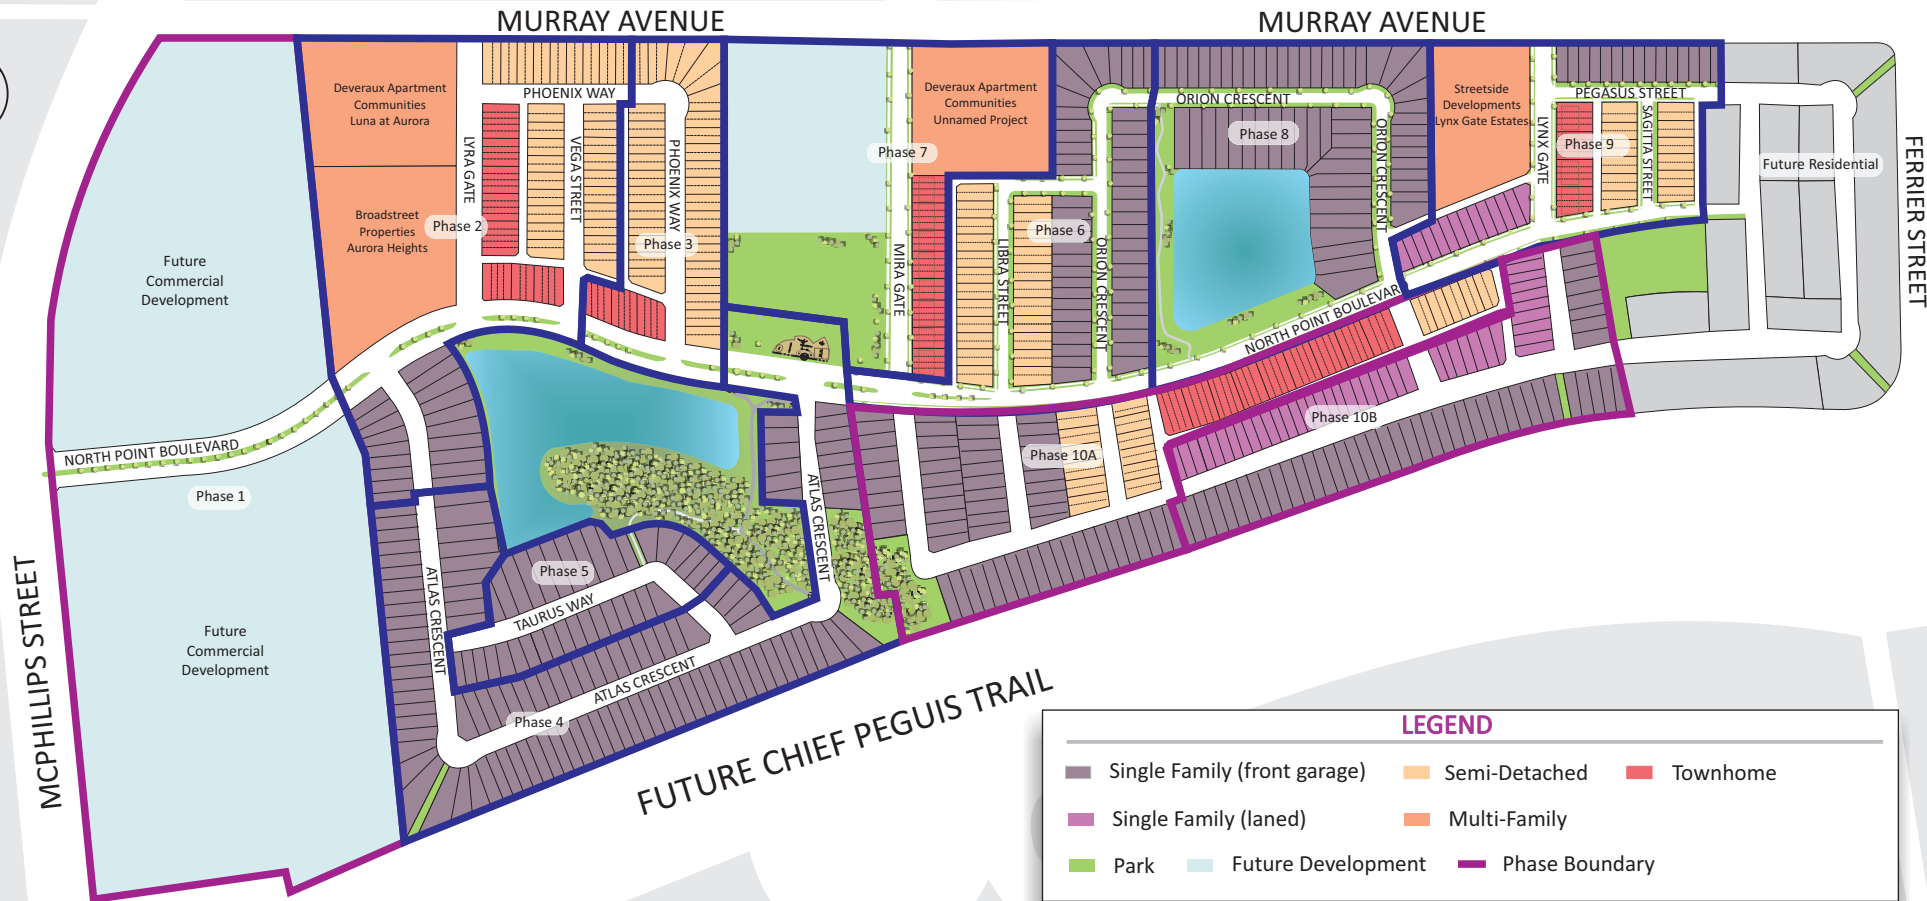 MURRAY AVENUE
MURRAY AVENUE
Deveraux Apartment
Communities
Luna at Aurora
PHOENIX WAY
LYRA GATE
VEGA STREET
PHOENIX WAY
Broadstreet
Properties
Aurora Heights
Phase 2
Phase 3
Future
Commercial
Development
Deveraux Apartment
Communities
Unnamed Project
Phase 7
MIRA GATE
LIBRA STREET
Phase 6
ORION CRESCENT
ORION CRESCENT
Phase 8
ORION CRESCENT
Streetside
Developments
Lynx Gate Estates
LYNX GATE
PEGASUS STREET
Phase 9
SAGITTA STREET
Future Residential
FERRIER STREET
NORTH POINT BOULEVARD
NORTH POINT BOULEVARD
Phase 1
Phase 10A
Phase 10B
ATLAS CRESCENT
ATLAS CRESCENT
Phase 5
TAURUS WAY
ATLAS CRESCENT
Phase 4
Future
Commercial
Development
MCPHILLIPS STREET
FUTURE CHIEF PEGUIS TRAIL
LEGEND
Single Family (front garage)
Semi-Detached
Townhome
Single Family (laned)
Multi-Family
Park
Future Development
Phase Boundary